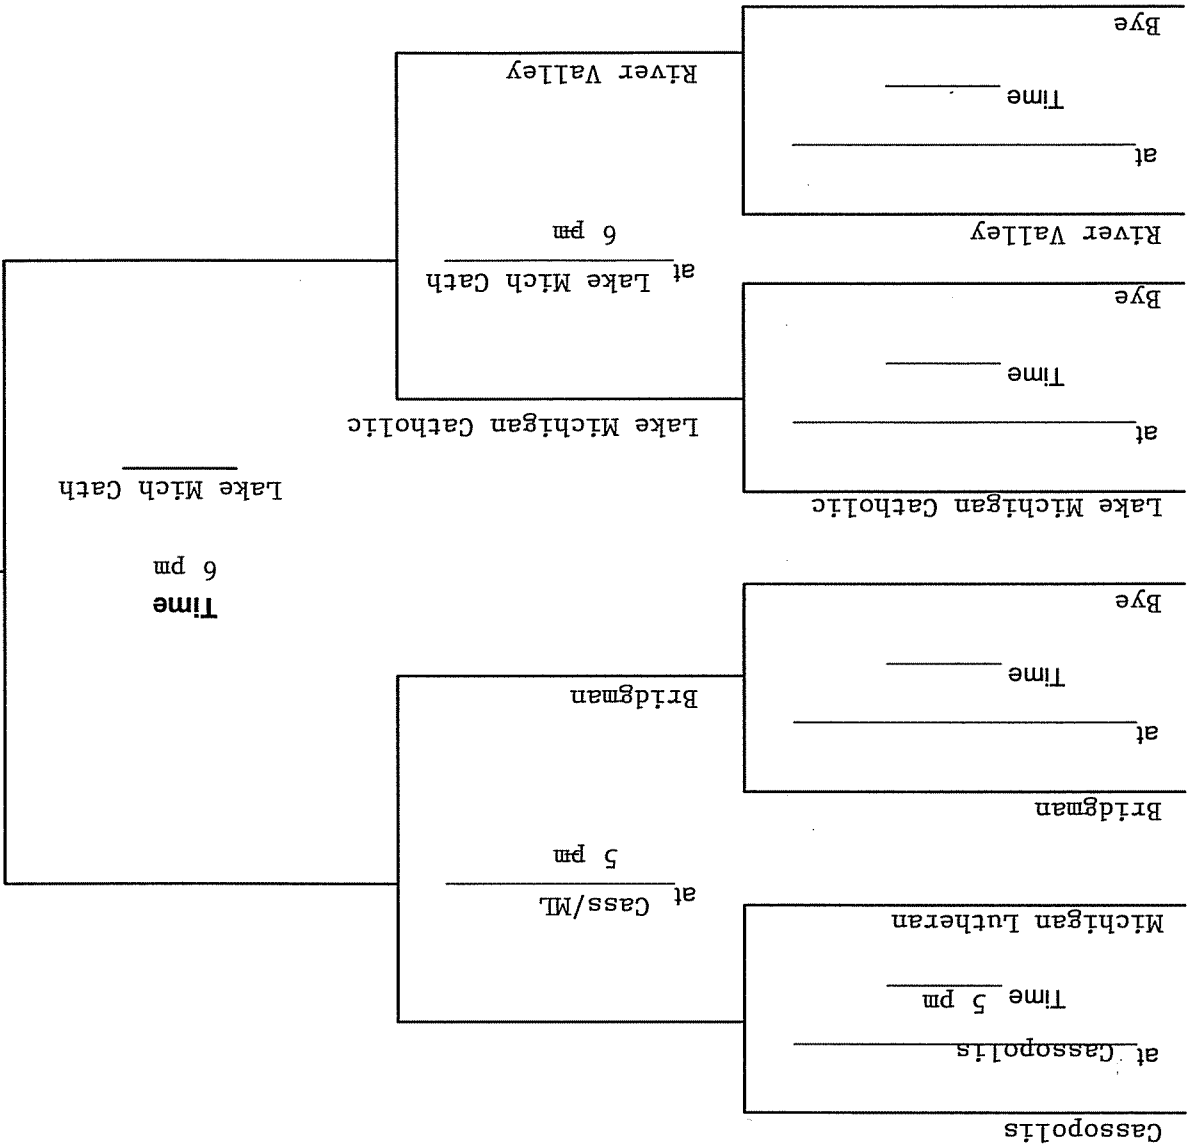 Cassopolis
at Cassopolis
Time 5 pm
Michigan Lutheran
at Cass/ML
5 pm
Bridgman
at
Time
Bye
Bridgman
Time
6 pm
Lake Mich Cath
Lake Michigan Catholic
at
Time
Bye
Lake Michigan Catholic
at Lake Mich Cath
6 pm
River Valley
at
Time
Bye
River Valley